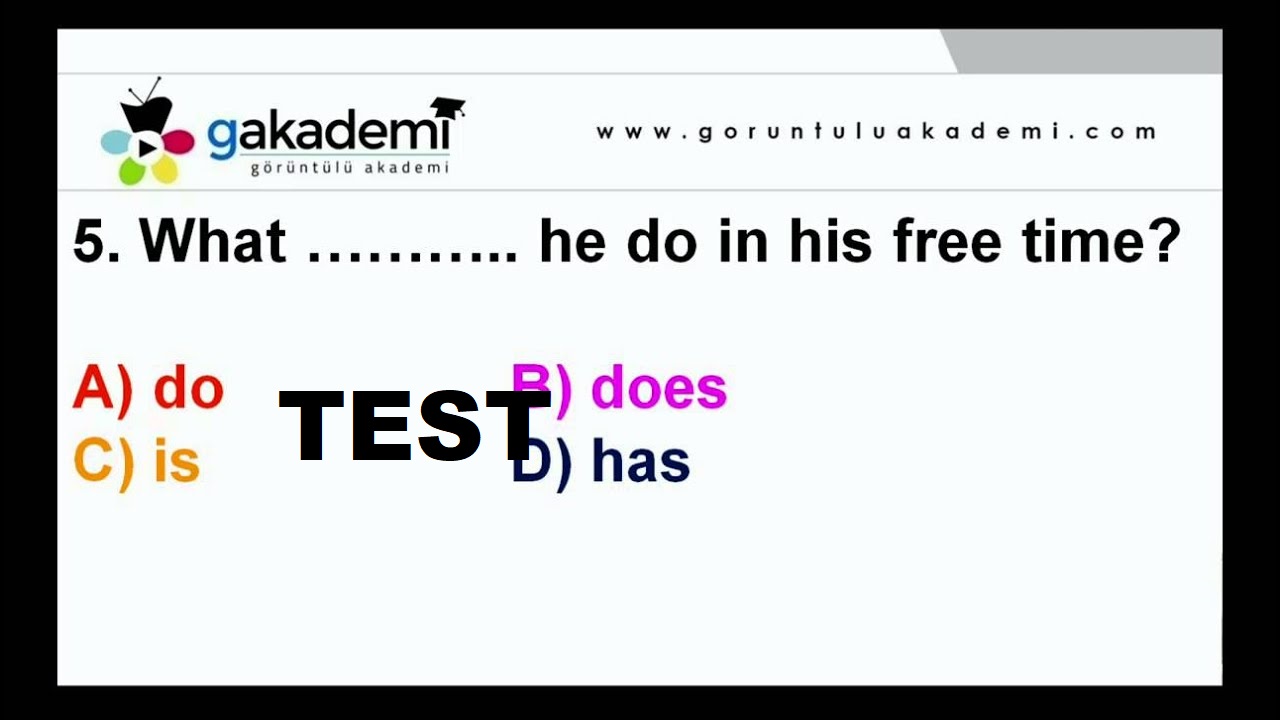 gakademi
görüntülü akademi
www.goruntuluakademi.com
5. What ……….. he do in his free time?
A) do
B) does
TEST
C) is
D) has